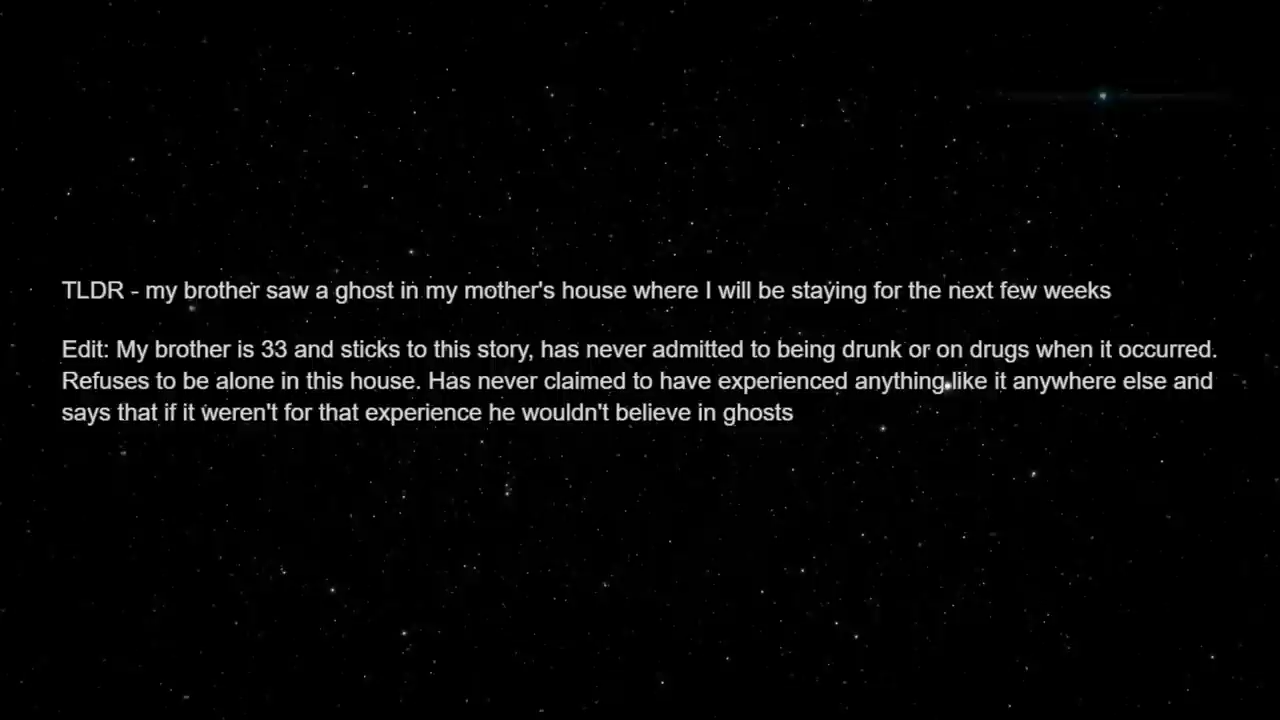 TLDR - my brother saw a ghost in my mother's house where I will be staying for the next few weeks
Edit: My brother is 33 and sticks to this story, has never admitted to being drunk or on drugs when it occurred.
Refuses to be alone in this house. Has never claimed to have experienced anything like it anywhere else and
says that if it weren't for that experience he wouldn't believe in ghosts